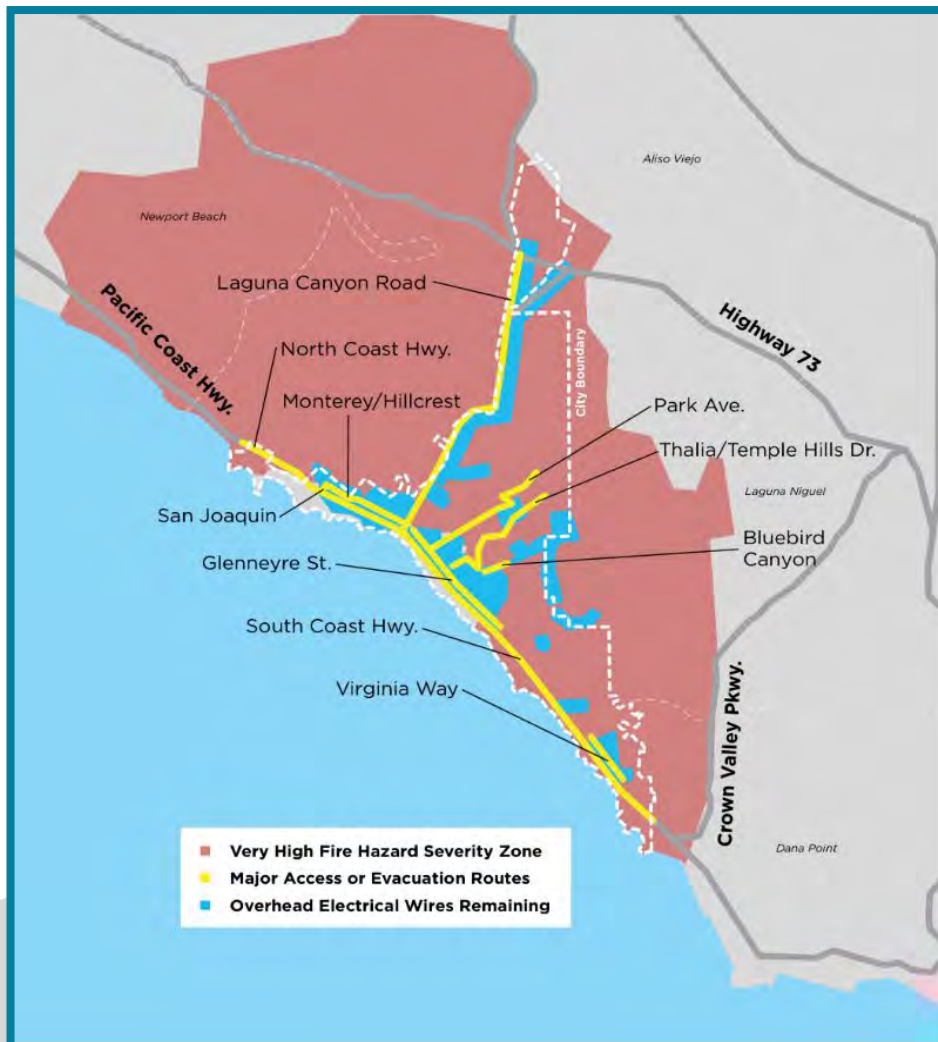 Aliso Viejo
Newport Beach
Laguna Canyon Road
Pacific Coast Hwy.
Highway 73
North Coast Hwy.
City Boundary
Monterey/Hillcrest
Park Ave.
Thalia/Temple Hills Dr.
Laguna Niguel
San Joaquin
Bluebird
Canyon
Glenneyre St.
South Coast Hwy.
Virginia Way
Crown Valley Pkwy.
Dana Point
Very High Fire Hazard Severity Zone
Major Access or Evacuation Routes
Overhead Electrical Wires Remaining